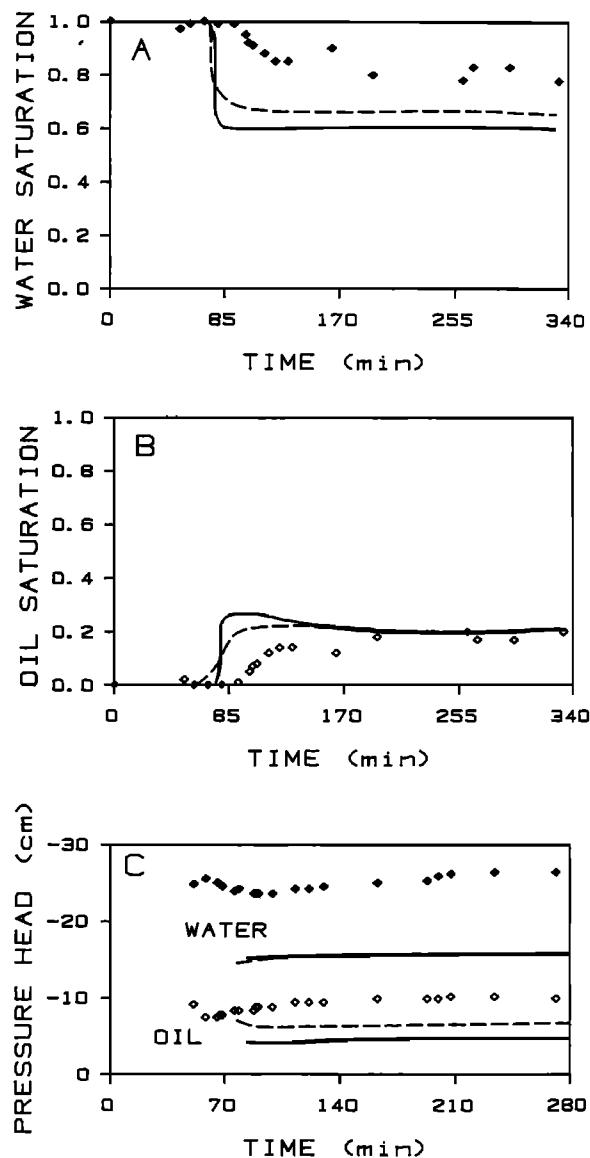 A
WATER SATURATION
1.0
0.8
0.6
0.4
0.2
0.0
0 85 170 255 340
TIME (min)
B
OIL SATURATION
1.0
0.8
0.6
0.4
0.2
0.0
0 85 170 255 340
TIME (min)
C
PRESSURE HEAD (cm)
-30
-20
-10
0
WATER
OIL
0 70 140 210 280
TIME (min)